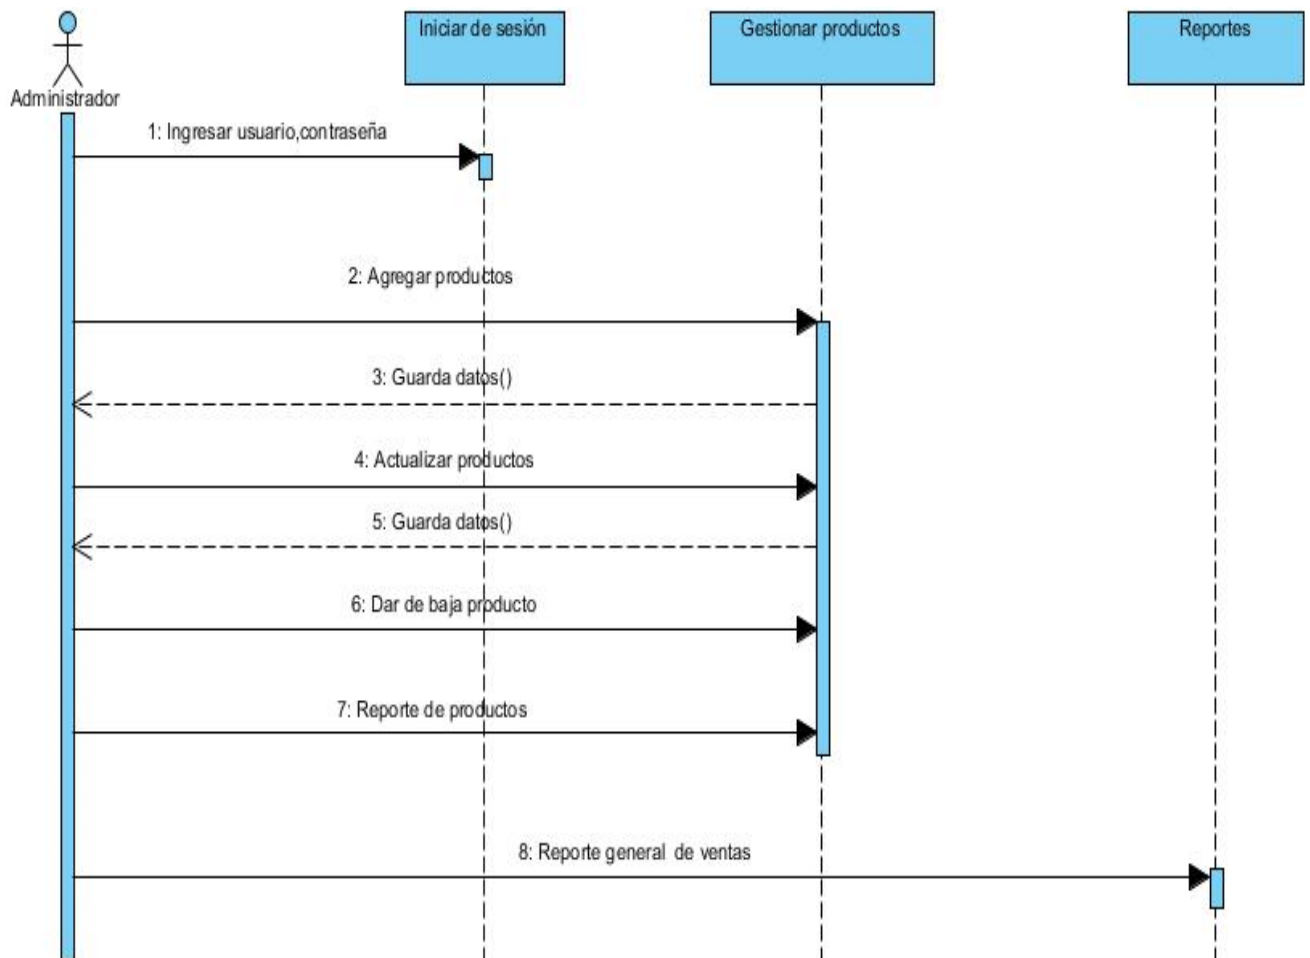 Iniciar de sesión
Gestionar productos
Reportes
Administrador
1: Ingresar usuario,contraseña
2: Agregar productos
3: Guarda datos()
4: Actualizar productos
5: Guarda datos()
6: Dar de baja producto
7: Reporte de productos
8: Reporte general de ventas